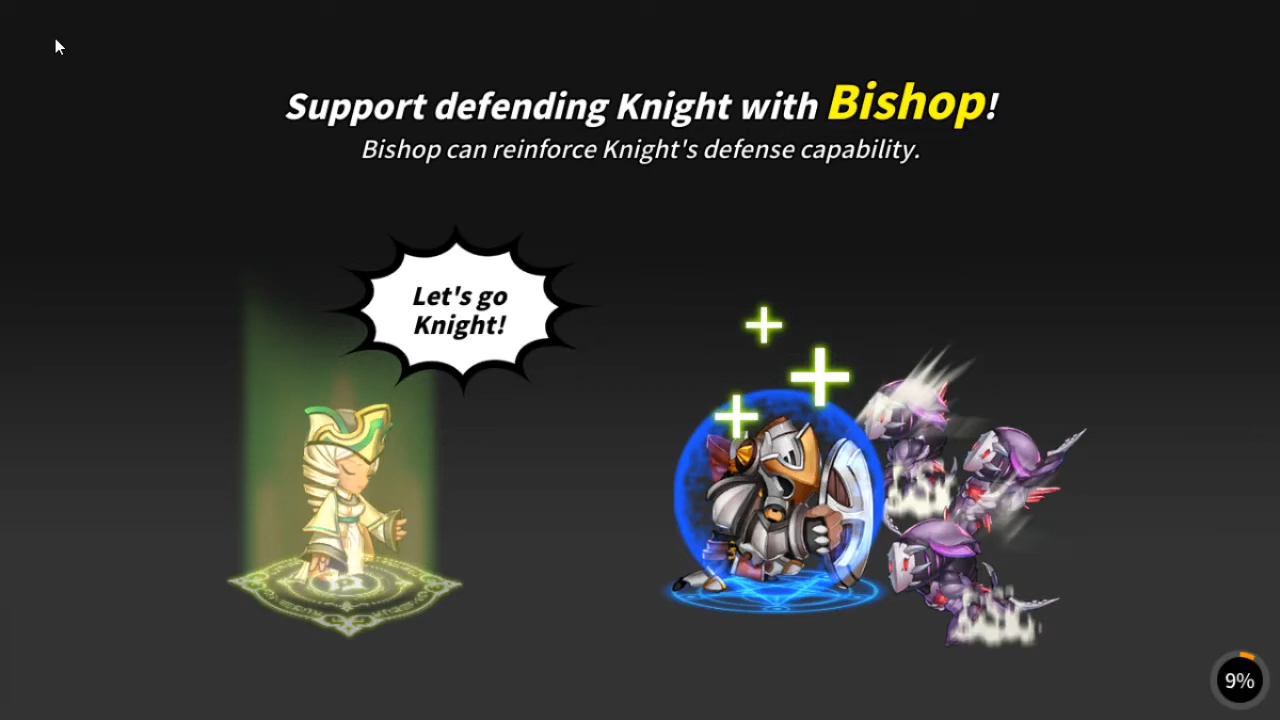 Support defending Knight with Bishop!
Bishop can reinforce Knight's defense capability.
Let's go
Knight!
9%